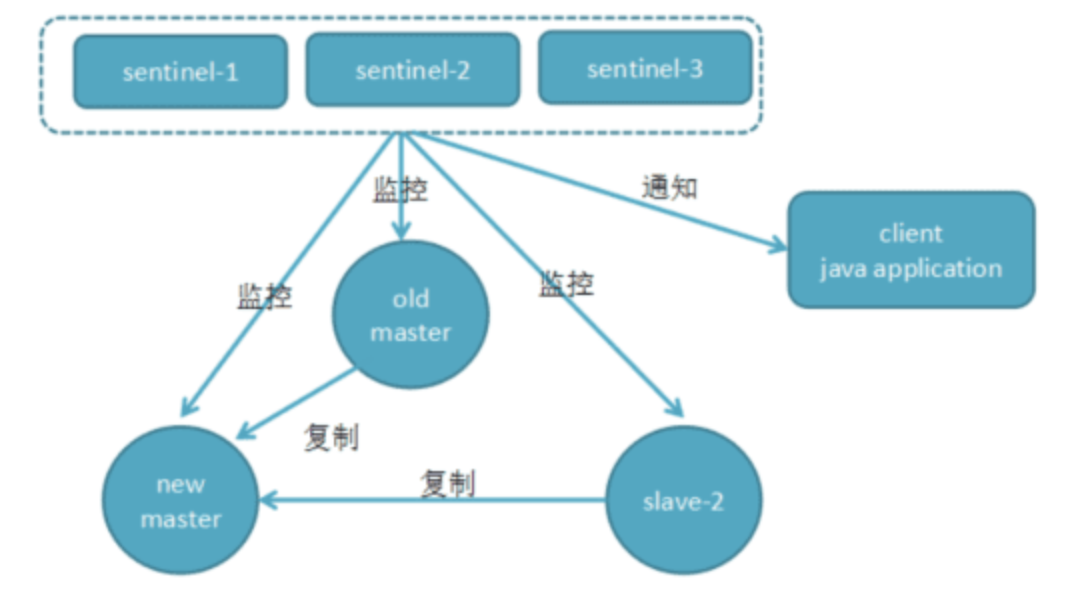 sentinel-1
sentinel-2
sentinel-3
监控
通知
client
java application
监控
监控
old
master
复制
复制
new
master
slave-2